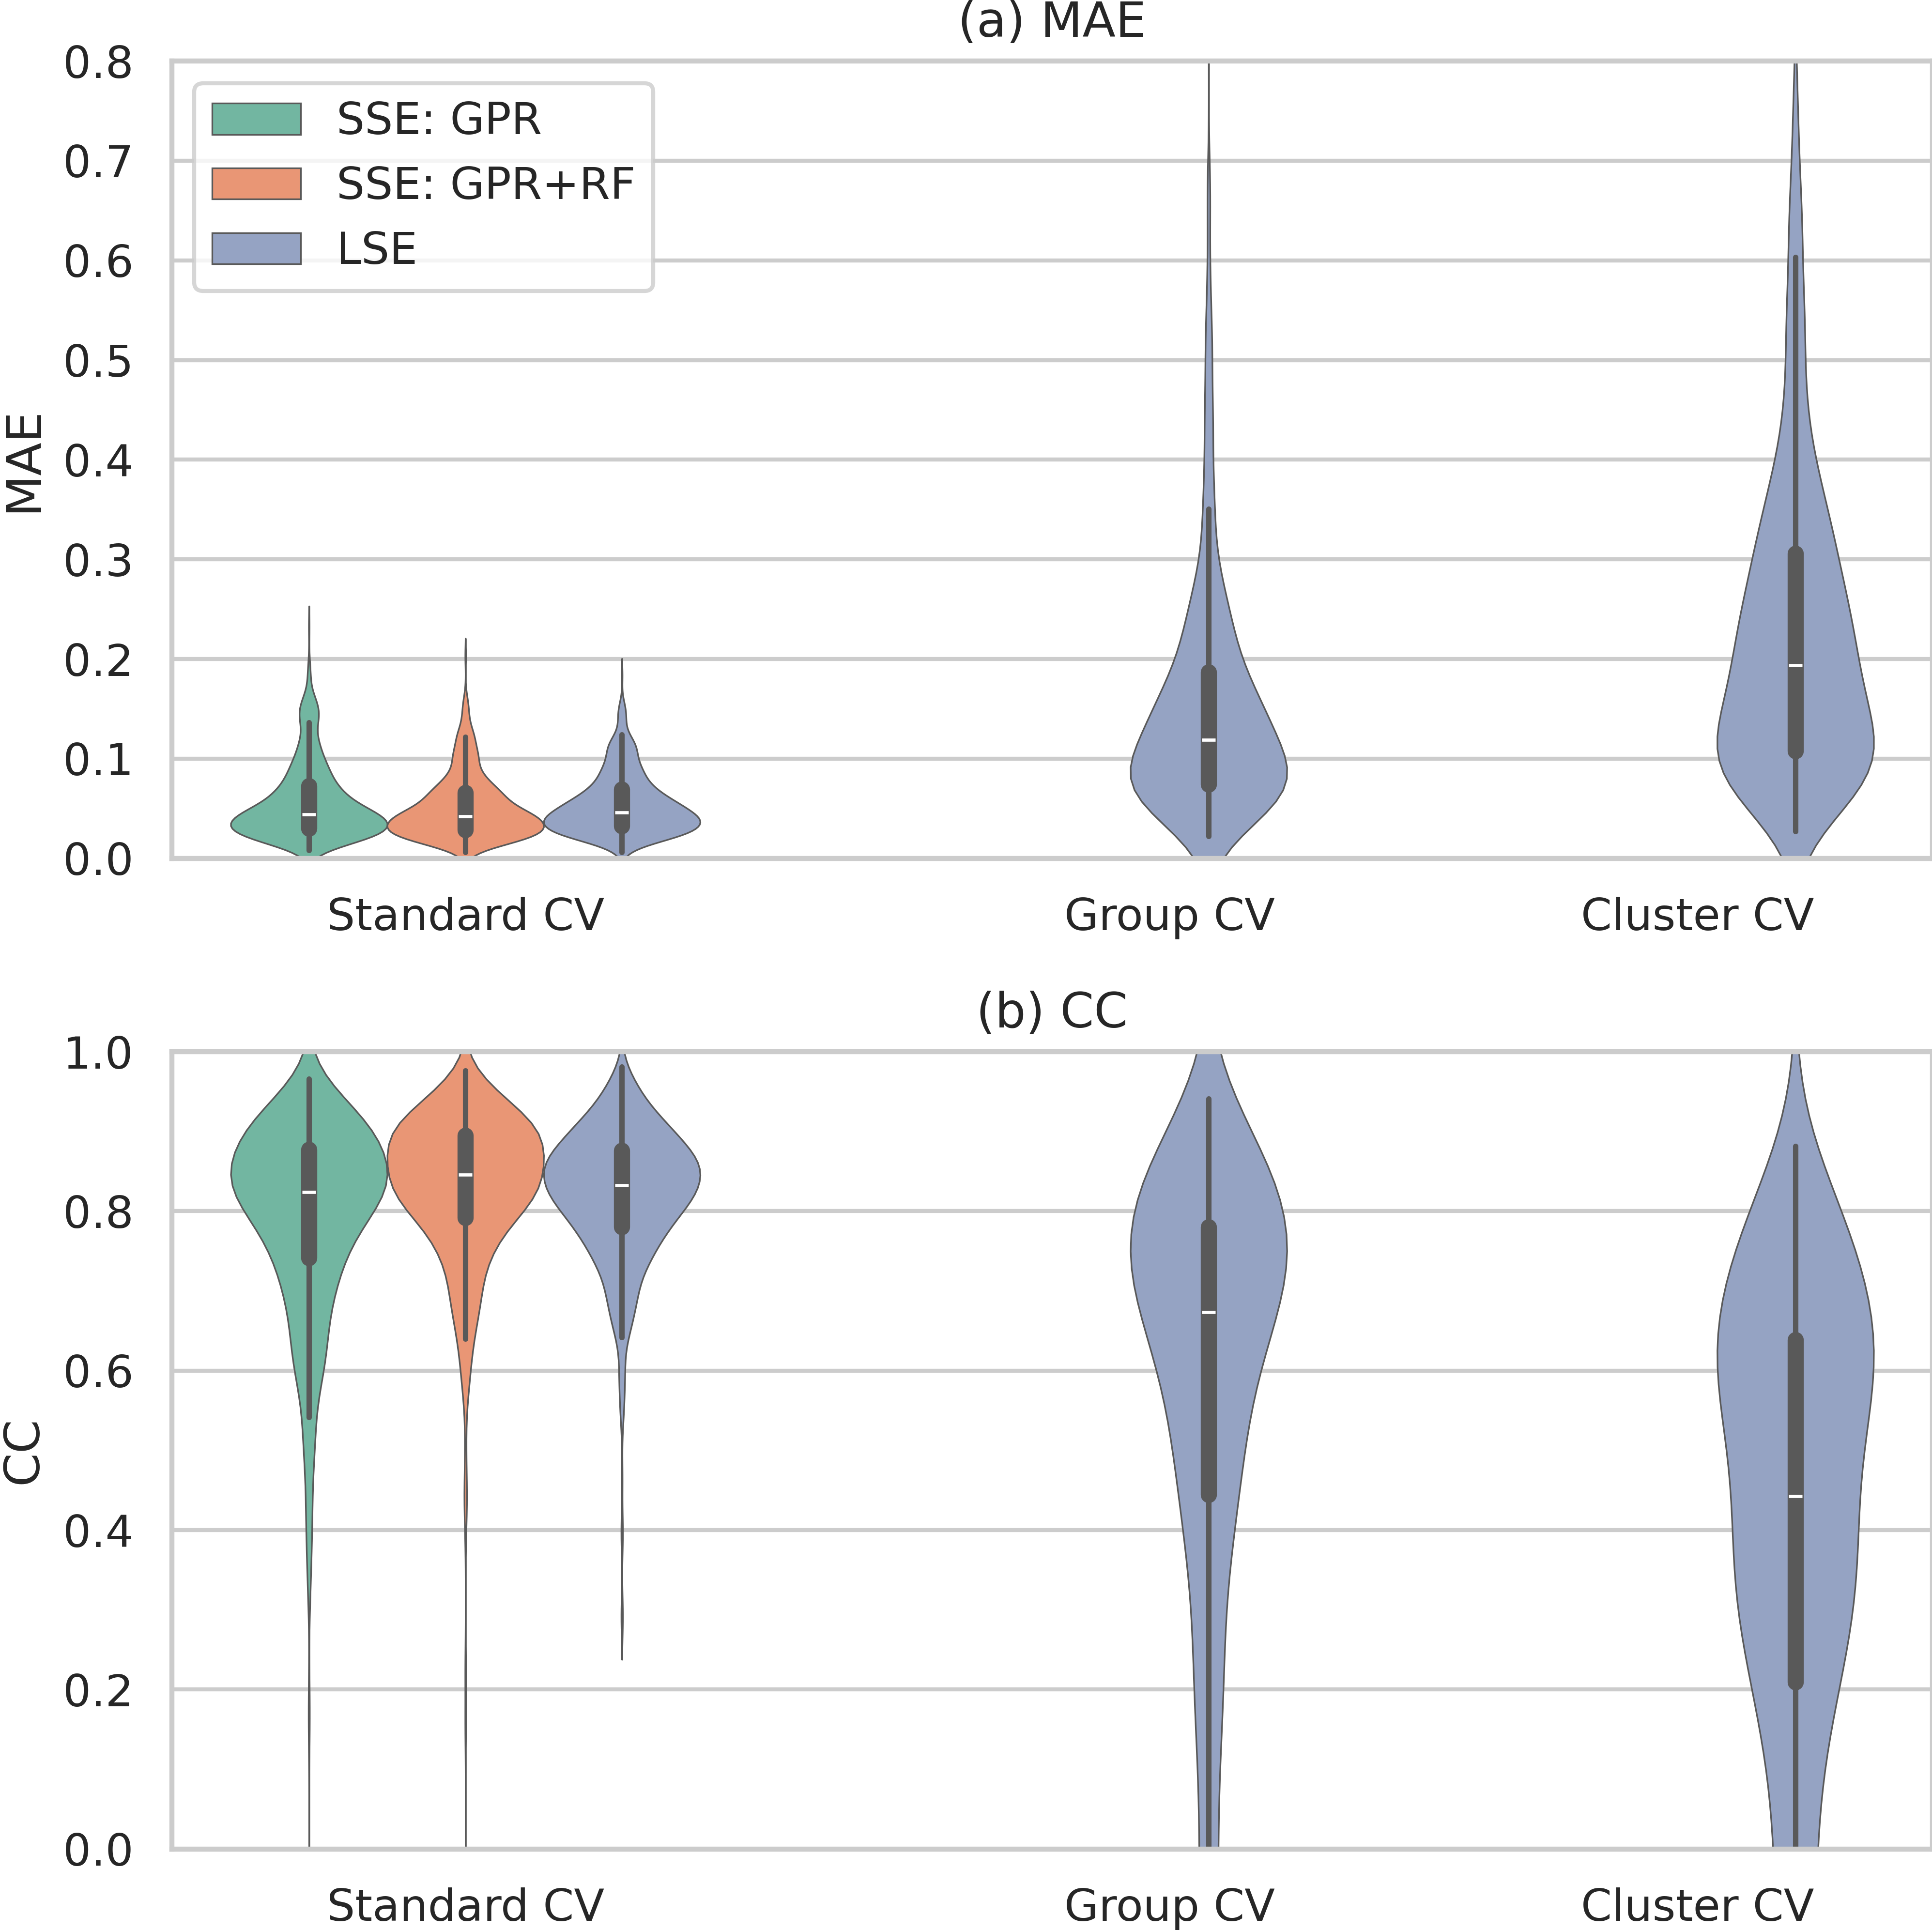 (a) MAE
0.8
0.7
0.6
0.5
0.4
0.3
0.2
0.1
0.0
MAE
SSE: GPR
SSE: GPR+RF
LSE
Standard CV
Group CV
Cluster CV
(b) CC
1.0
0.8
0.6
0.4
0.2
0.0
CC
Standard CV
Group CV
Cluster CV